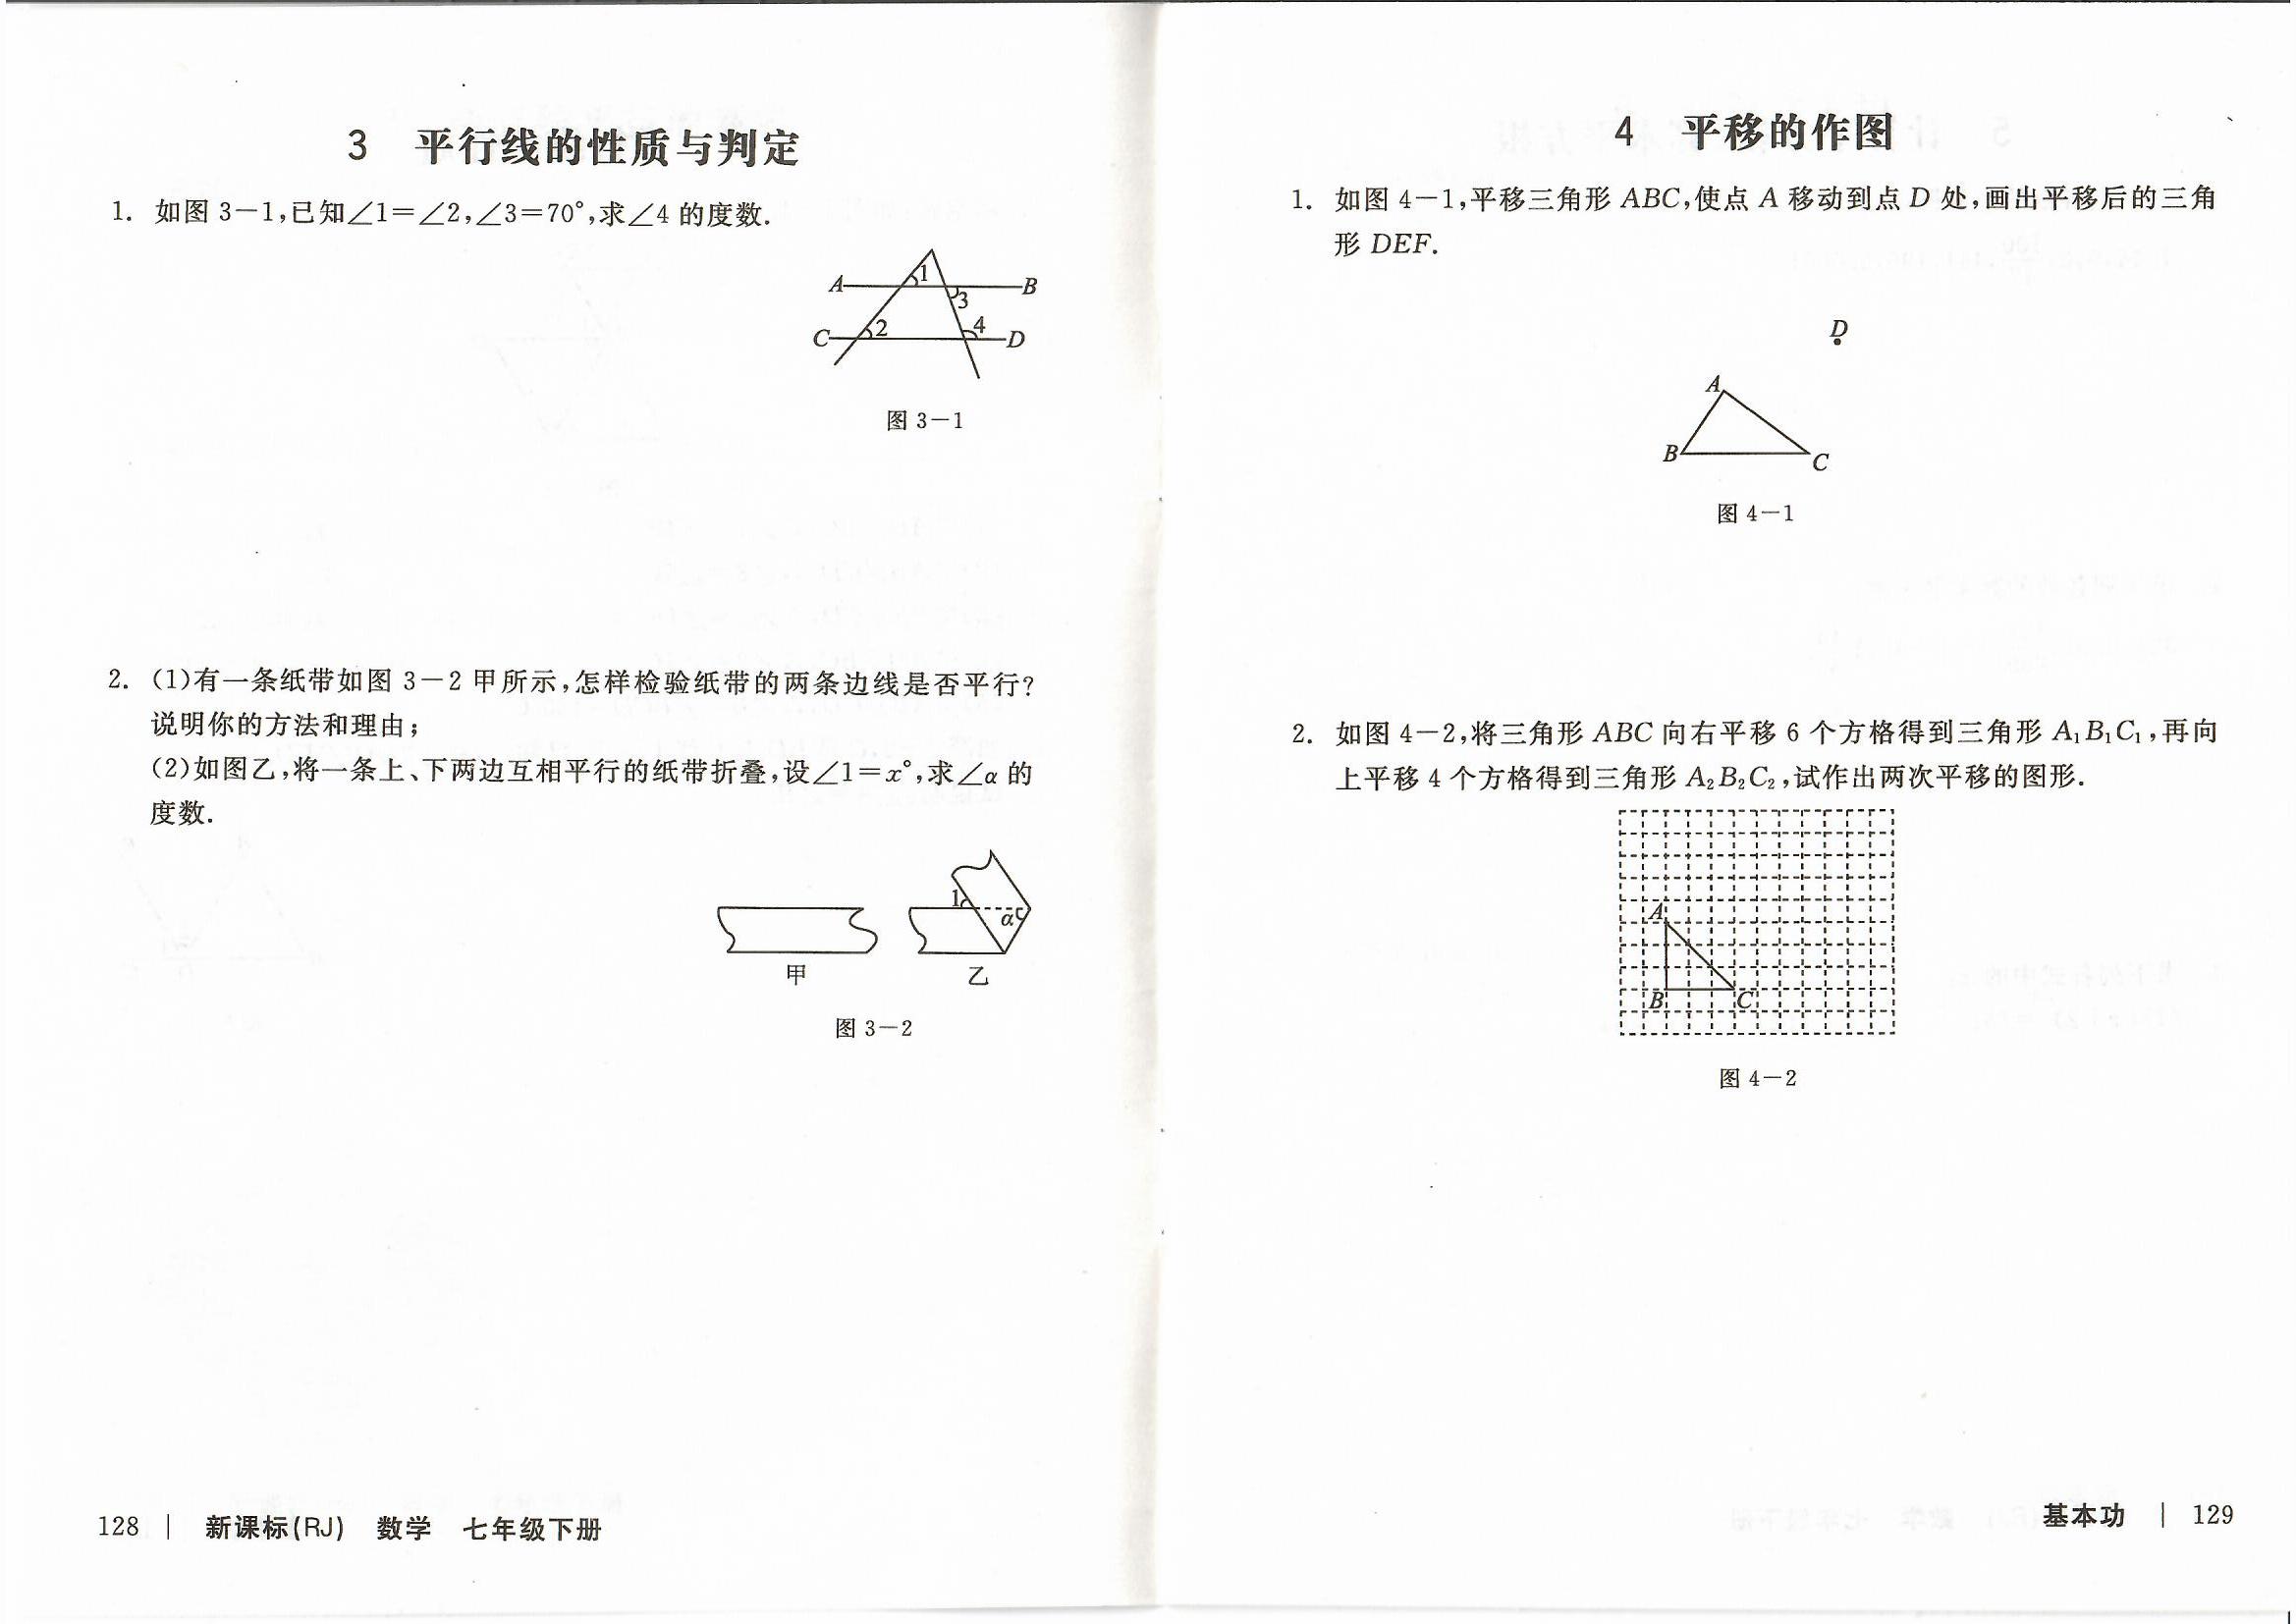 3 平行线的性质与判定
1. 如图 3－1,已知∠1＝∠2,∠3＝70°,求∠4 的度数.
A
1
B
3
2
4
C
D
图 3－1
2. (1)有一条纸带如图 3－2 甲所示,怎样检验纸带的两条边线是否平行?
说明你的方法和理由;
(2)如图乙,将一条上、下两边互相平行的纸带折叠,设∠1＝x°,求∠α 的
度数.
1
α
甲
乙
图 3－2
128 | 新课标(RJ) 数学 七年级下册
4 平移的作图
1. 如图 4－1,平移三角形 ABC,使点 A 移动到点 D 处,画出平移后的三角
形 DEF.
D
A
B
C
图 4－1
2. 如图 4－2,将三角形 ABC 向右平移 6 个方格得到三角形 A₁B₁C₁,再向
上平移 4 个方格得到三角形 A₂B₂C₂,试作出两次平移的图形.
A
B
C
图 4－2
基本功 | 129